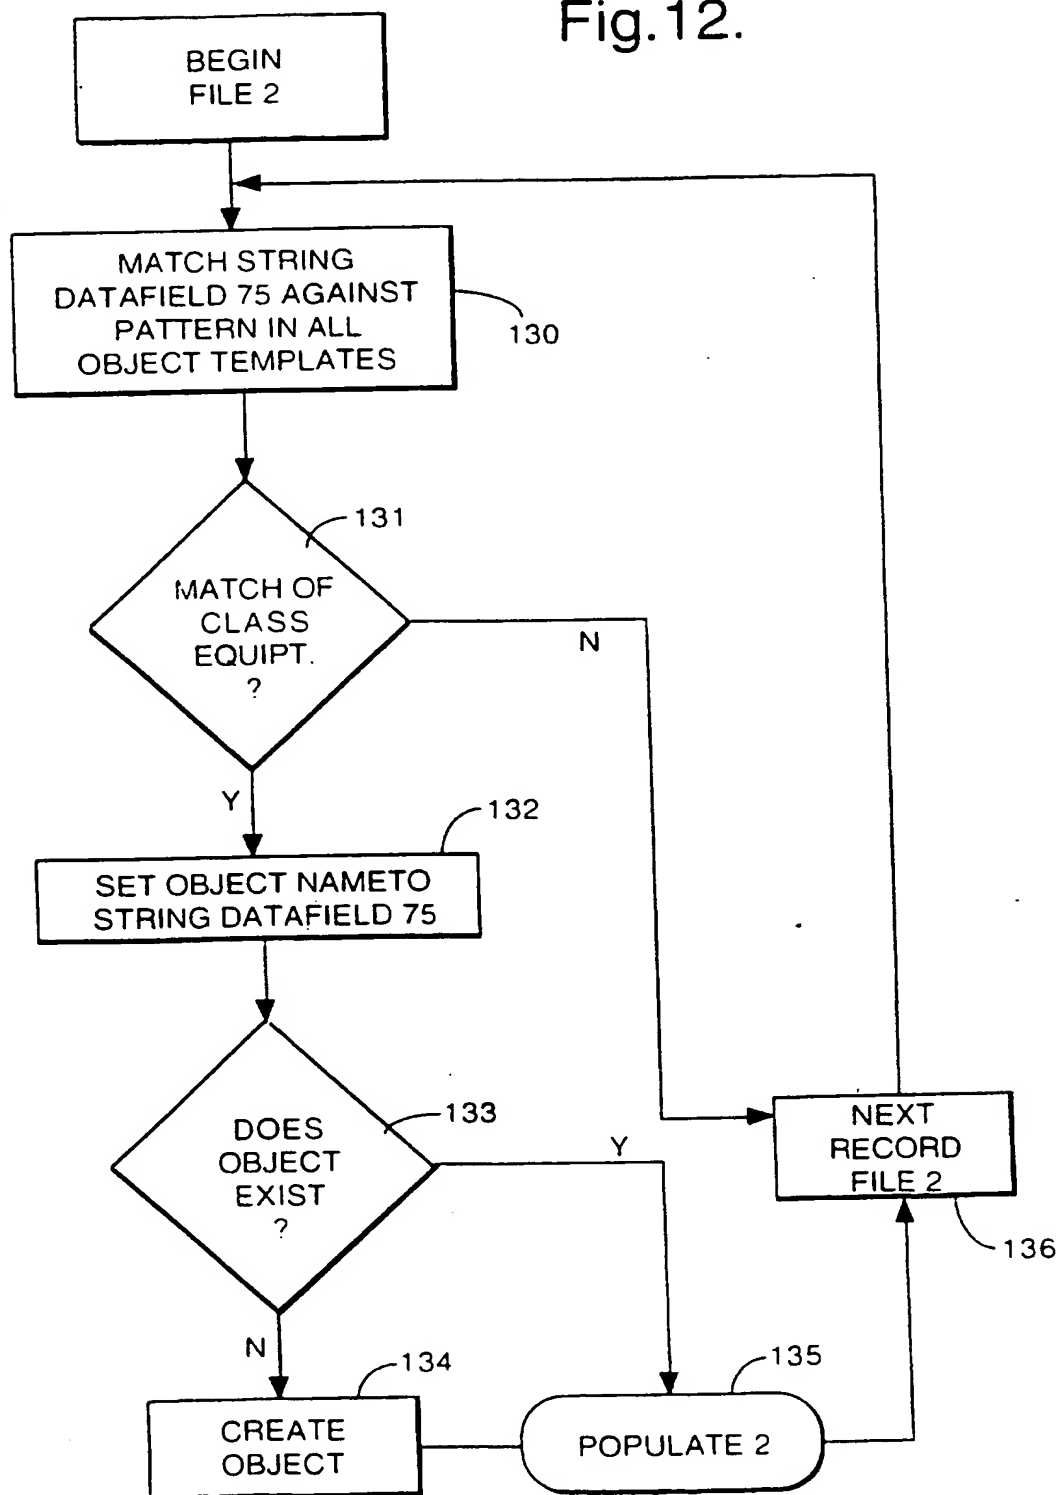 Fig.12.
BEGIN
FILE 2
MATCH STRING
DATAFIELD 75 AGAINST
PATTERN IN ALL
OBJECT TEMPLATES
130
131
MATCH OF
CLASS
EQUIPT.
?
N
Y
132
SET OBJECT NAMETO
STRING DATAFIELD 75
133
DOES
OBJECT
EXIST
?
Y
NEXT
RECORD
FILE 2
136
N
134
CREATE
OBJECT
135
POPULATE 2